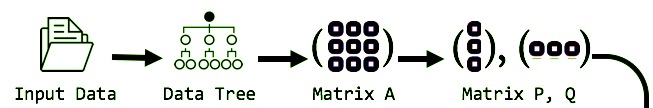 Input Data
Data Tree
Matrix A
Matrix P, Q